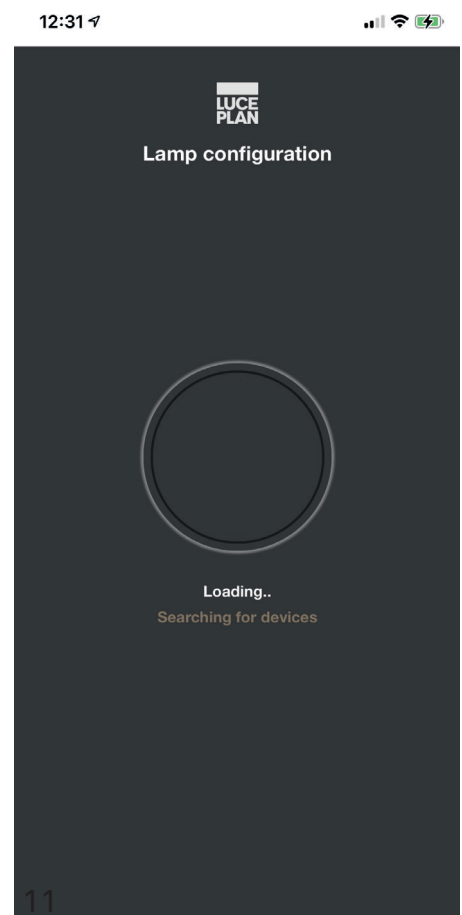 12:31
LUCE
PLAN
Lamp configuration
Loading..
Searching for devices
11